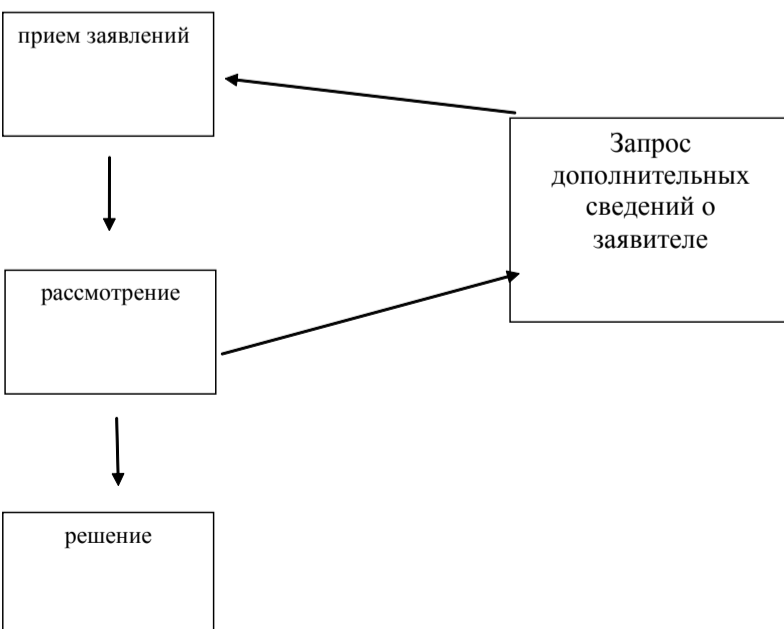 прием заявлений
Запрос
дополнительных
сведений о
заявителе
рассмотрение
решение